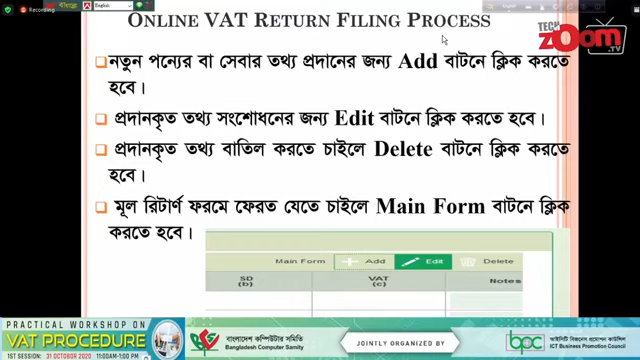 Recording
English
ONLINE VAT RETURN FILING PROCESS
TECH
ZOOM
.TV
নতুন পন্যের বা সেবার তথ্য প্রদানের জন্য Add বাটনে ক্লিক করতে
হবে।
প্রদানকৃত তথ্য সংশোধনের জন্য Edit বাটনে ক্লিক করতে হবে।
প্রদানকৃত তথ্য বাতিল করতে চাইলে Delete বাটনে ক্লিক করতে
হবে।
মূল রিটার্ণ ফরমে ফেরত যেতে চাইলে Main Form বাটনে ক্লিক
করতে হবে।
Main Form Add Edit Delete
SD VAT Notes
(b) (c)
PRACTICAL WORKSHOP ON
VAT PROCEDURE
1ST SESSION: 31 OCTOBER 2020 11:00AM-1:00 PM
বাংলাদেশ কম্পিউটার সমিতি
Bangladesh Computer Samity
JOINTLY ORGANIZED BY
bpc
আইসিটি বিজনেস প্রমোশন কাউন্সিল
ICT Business Promotion Council